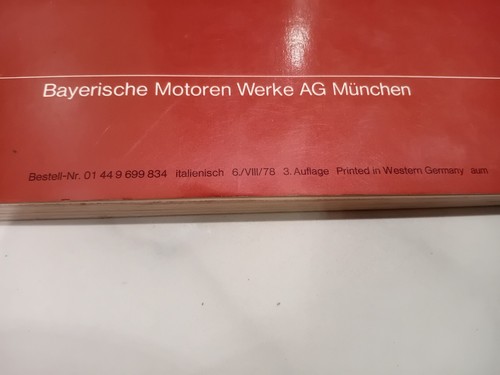 Bayerische Motoren Werke AG München
Bestell-Nr. 01 44 9 699 834 italienisch 6./VIII/78 3. Auflage Printed in Western Germany aum